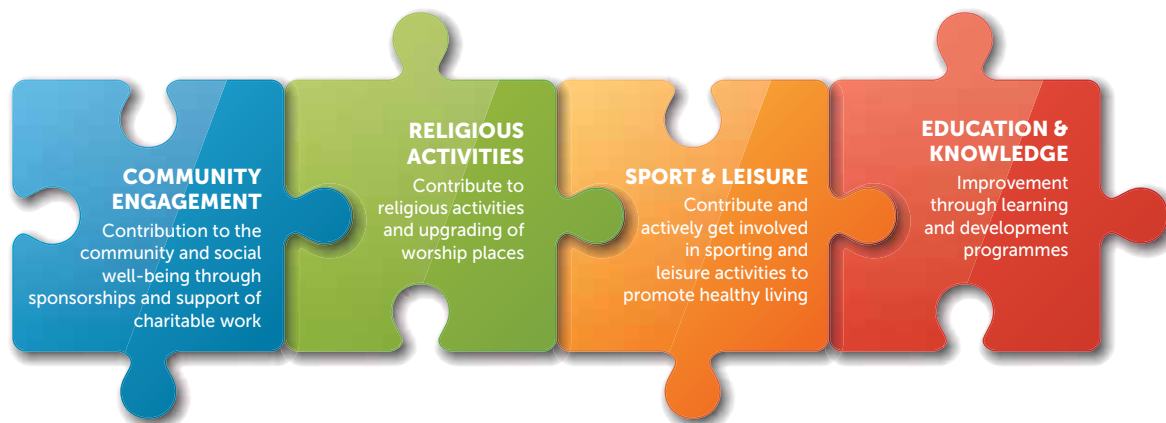 COMMUNITY
ENGAGEMENT
Contribution to the
community and social
well-being through
sponsorships and support of
charitable work
RELIGIOUS
ACTIVITIES
Contribute to
religious activities
and upgrading of
worship places
SPORT & LEISURE
Contribute and
actively get involved
in sporting and
leisure activities to
promote healthy living
EDUCATION &
KNOWLEDGE
Improvement
through learning
and development
programmes